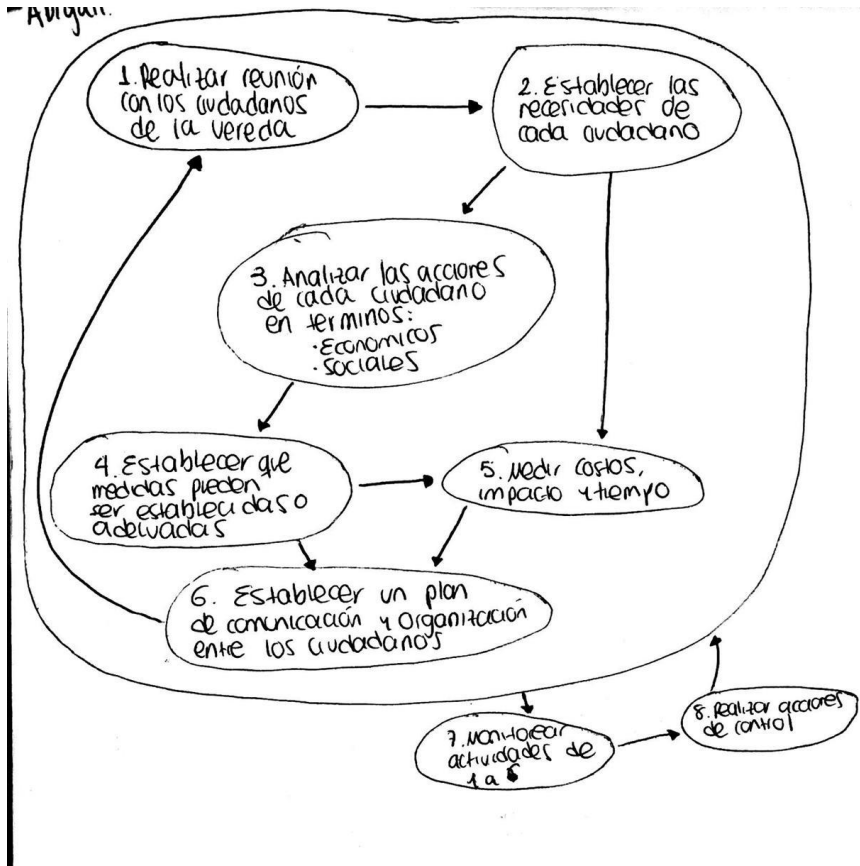 -Abigail.
1. Realizar reunión
con los ciudadanos
de la vereda
2. Establecer las
necesidades de
cada ciudadano
3. Analizar las acciones
de cada ciudadano
en terminos:
·Economicos
·Sociales
4. Establecer que
medidas pueden
ser establecidas o
adecuadas
5. Medir costos,
impacto y tiempo
6. Establecer un plan
de comunicación y Organización
entre los ciudadanos
7. Monitorear
actividades de
1 a
8. Realizar acciones
de control